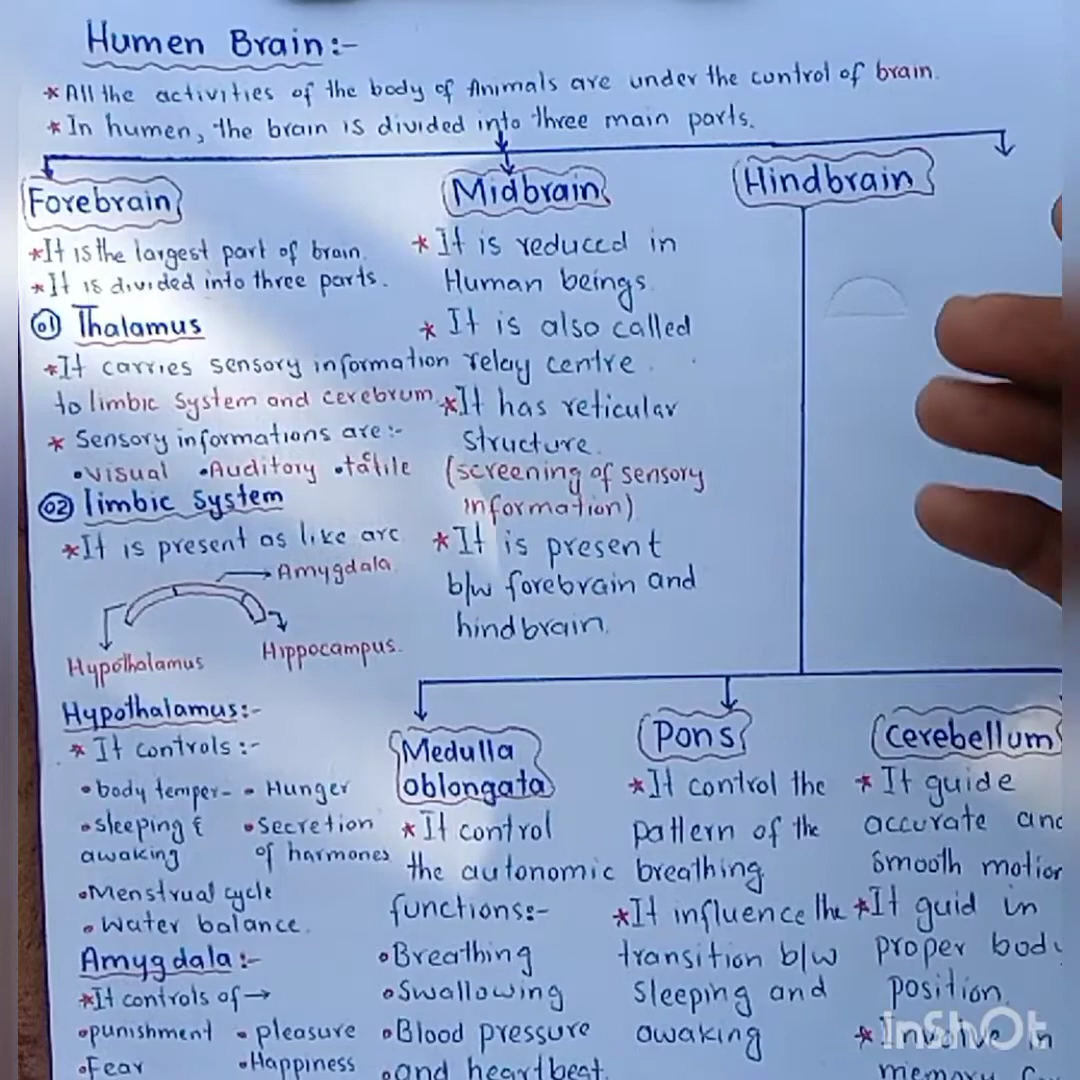 Humen Brain:-
* All the activities of the body of Animals are under the control of brain.
* In humen, the brain is divided into three main parts.
Forebrain
* It is the largest part of brain.
* It is divided into three parts.
01 Thalamus
* It carries sensory information
to limbic system and cerebrum
* Sensory informations are:-
• Visual • Auditory • tactile
02 limbic system
* It is present as like arc
Amygdala
Hypothalamus
Hippocampus.
Hypothalamus:-
* It controls:-
• body temper- • Hunger
• sleeping & • Secretion
awaking of harmones
• Menstrual cycle
• Water balance.
Amygdala:-
* It controls of →
• punishment • pleasure
• Fear • Happiness
Midbrain
* It is reduced in
Human beings.
* It is also called
relay centre.
* It has reticular
structure.
(screening of sensory
information)
* It is present
b/w forebrain and
hindbrain.
Hindbrain
Medulla
oblongata
* It control
the autonomic
functions:-
• Breathing
• Swallowing
• Blood pressure
• and heartbeat.
Pons
* It control the
pattern of the
breathing
* It influence the
transition b/w
sleeping and
awaking
Cerebellum
* It guide
accurate and
smooth motion
* It guid in
proper body
position.
* Involve in
InShOt